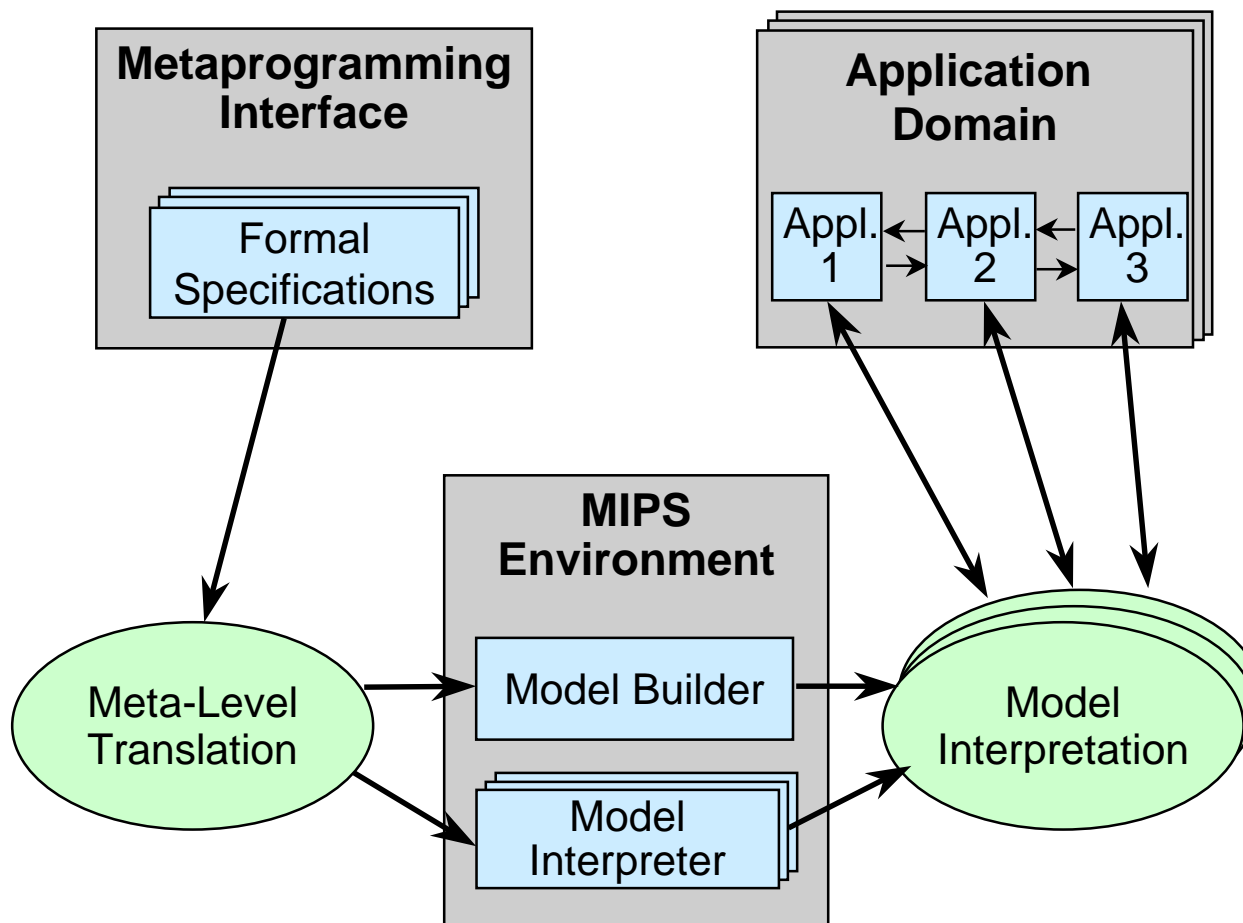 Metaprogramming
Interface
Formal
Specifications
Application
Domain
Appl.
1
Appl.
2
Appl.
3
MIPS
Environment
Model Builder
Model
Interpreter
Meta-Level
Translation
Model
Interpretation